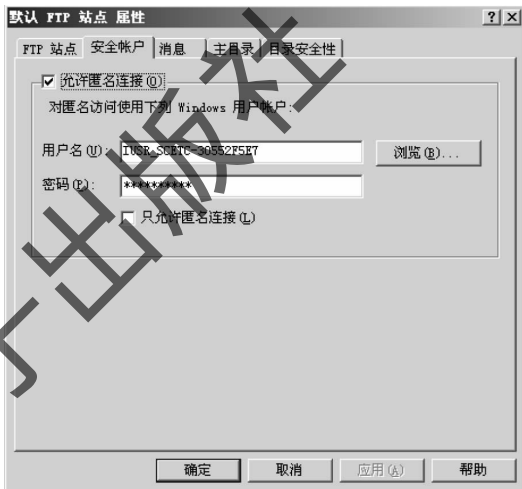 默认 FTP 站点 属性
FTP 站点 安全帐户 消息 主目录 目录安全性
允许匿名连接(O)
对匿名访问使用下列 Windows 用户帐户:
用户名(U): IUSR_SCETC-30552F5E7 浏览(B)...
密码(P): **********
只允许匿名连接(L)
确定 取消 应用(A) 帮助
出版社